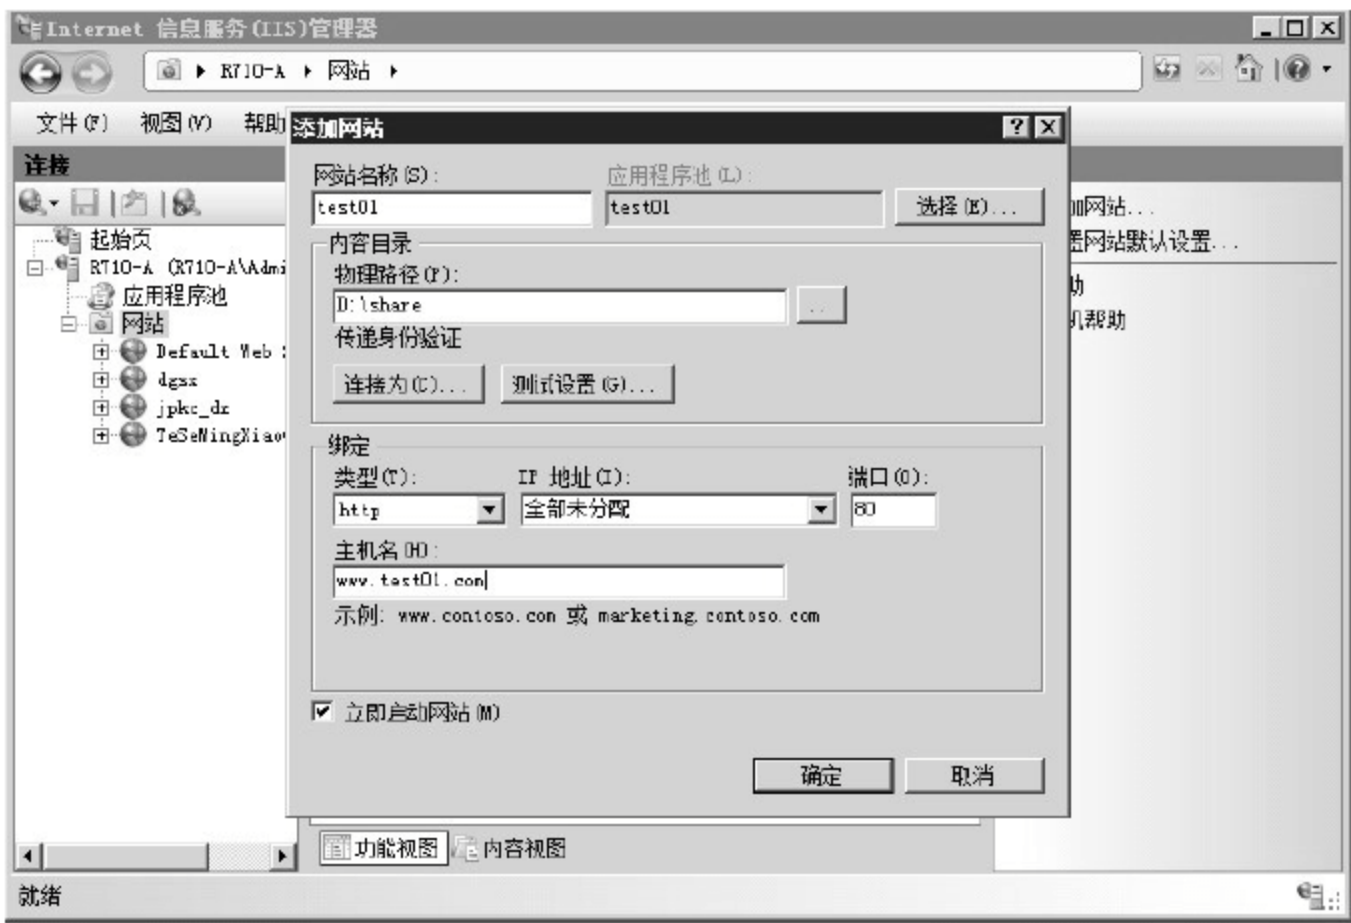 Internet 信息服务(IIS)管理器
R710-A 网站
文件(F) 视图(V) 帮助
连接
起始页
R710-A (R710-A\Admi
应用程序池
网站
Default Web
dgsx
jpkc_dz
TeSeMingXiao
添加网站
网站名称(S):
应用程序池(L):
test01
test01
选择(E)...
内容目录
物理路径(P):
D:\share
..
传递身份验证
连接为(C)...
测试设置(G)...
绑定
类型(T):
IP 地址(I):
端口(O):
http
全部未分配
80
主机名(H):
www.test01.com
示例: www.contoso.com 或 marketing.contoso.com
立即启动网站(M)
确定
取消
加网站...
置网站默认设置...
助
机帮助
功能视图
内容视图
就绪